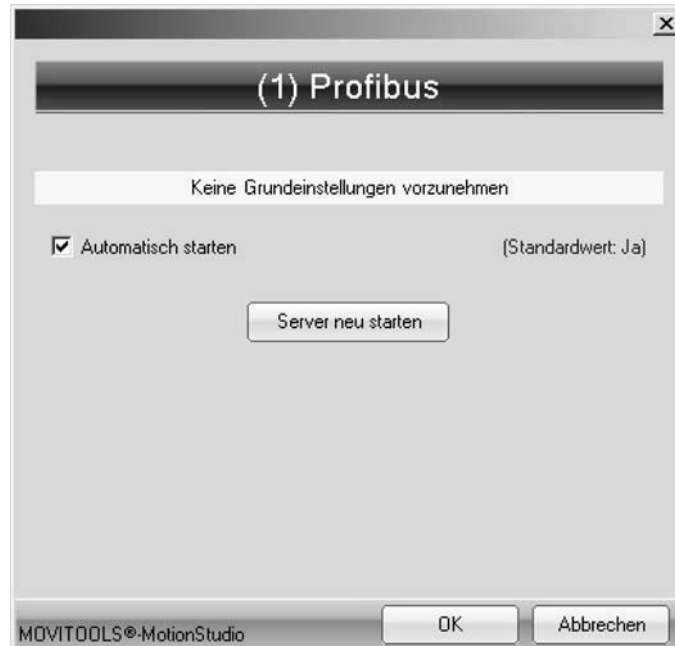 (1) Profibus
Keine Grundeinstellungen vorzunehmen
Automatisch starten (Standardwert: Ja)
Server neu starten
MOVITOOLS®-MotionStudio OK Abbrechen